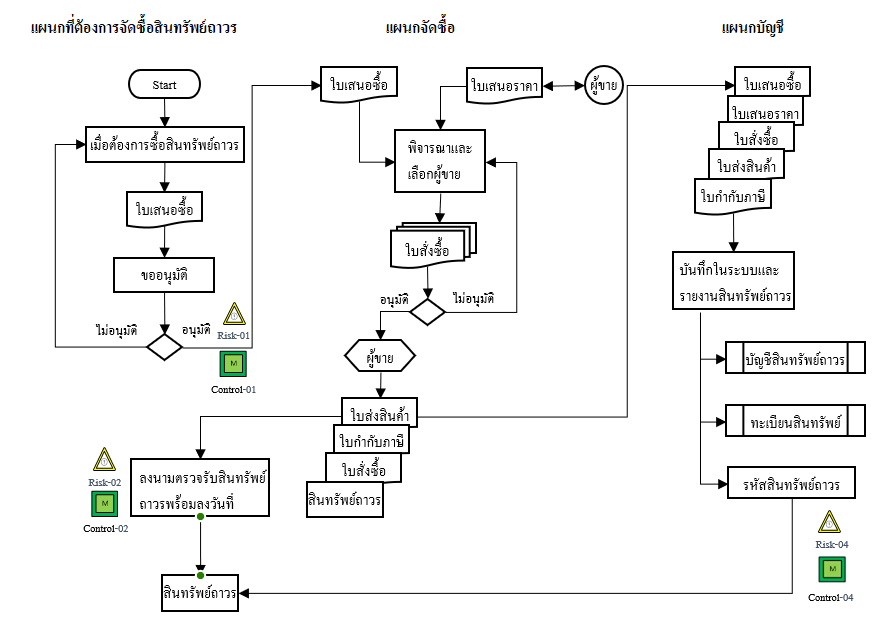 แผนกที่ต้องการจัดซื้อสินทรัพย์ถาวร
แผนกจัดซื้อ
แผนกบัญชี
Start
เมื่อต้องการซื้อสินทรัพย์ถาวร
ใบเสนอซื้อ
ขออนุมัติ
ไม่อนุมัติ
อนุมัติ
Risk-01
M
Control-01
ใบเสนอซื้อ
ใบเสนอราคา
ผู้ขาย
พิจารณาและ
เลือกผู้ขาย
ใบสั่งซื้อ
อนุมัติ
ไม่อนุมัติ
ผู้ขาย
ใบส่งสินค้า
ใบกำกับภาษี
ใบสั่งซื้อ
สินทรัพย์ถาวร
Risk-02
M
Control-02
ลงนามตรวจรับสินทรัพย์
ถาวรพร้อมลงวันที่
สินทรัพย์ถาวร
ใบเสนอซื้อ
ใบเสนอราคา
ใบสั่งซื้อ
ใบส่งสินค้า
ใบกำกับภาษี
บันทึกในระบบและ
รายงานสินทรัพย์ถาวร
บัญชีสินทรัพย์ถาวร
ทะเบียนสินทรัพย์
รหัสสินทรัพย์ถาวร
Risk-04
M
Control-04